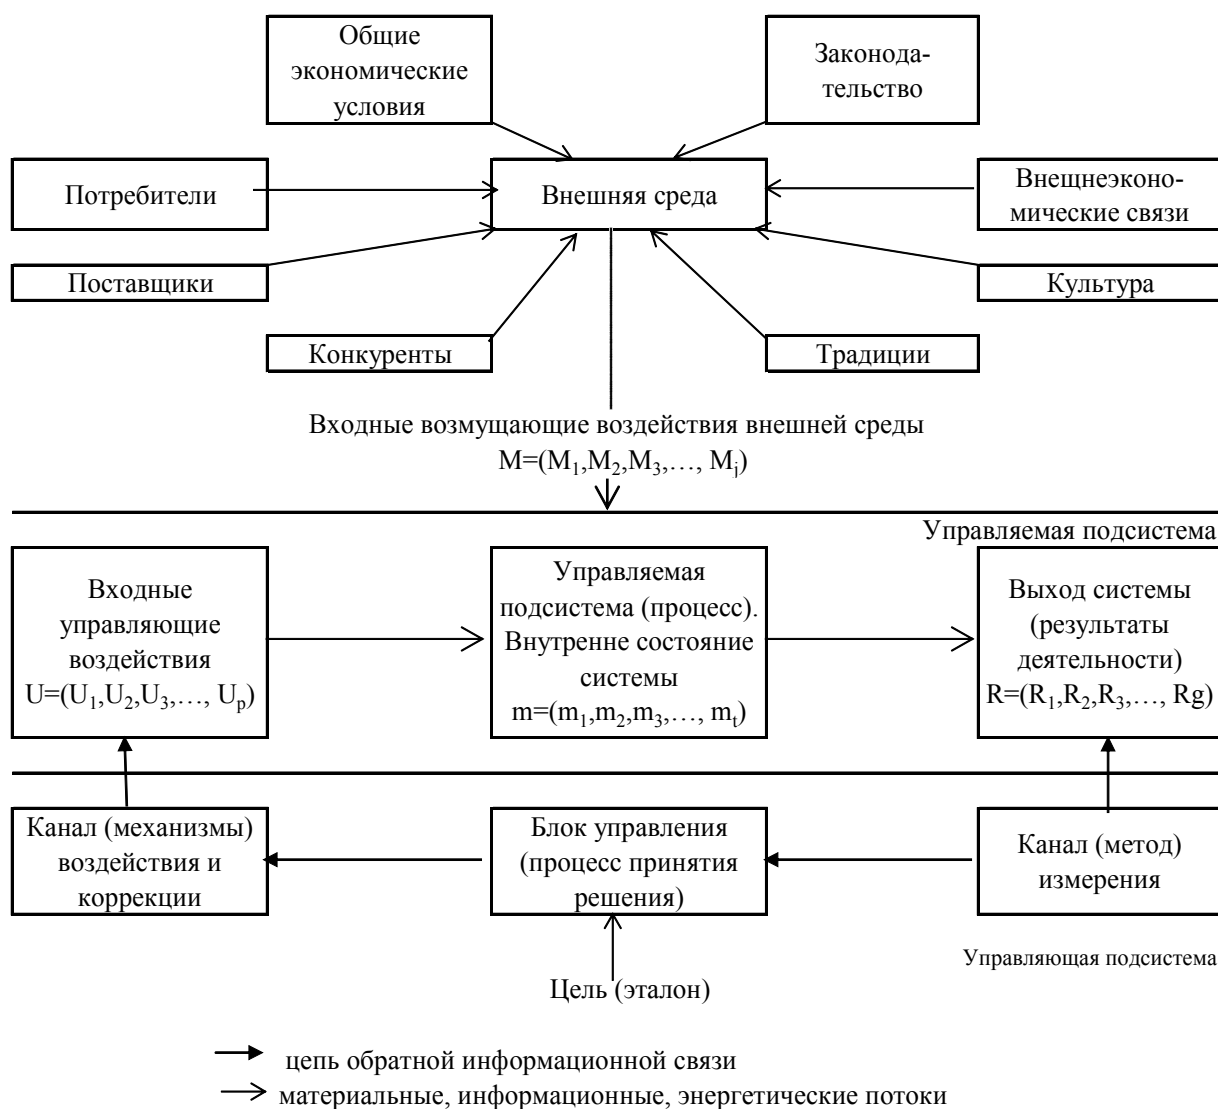 Общие
экономические
условия
Законода-
тельство
Потребители
Внешняя среда
Внещнеэконо-
мические связи
Поставщики
Культура
Конкуренты
Традиции
Входные возмущающие воздействия внешней среды
M=(M₁,M₂,M₃,…, Mⱼ)
Управляемая подсистема
Входные
управляющие
воздействия
U=(U₁,U₂,U₃,…, Uₚ)
Управляемая
подсистема (процесс).
Внутренне состояние
системы
m=(m₁,m₂,m₃,…, mₜ)
Выход системы
(результаты
деятельности)
R=(R₁,R₂,R₃,…, Rg)
Канал (механизмы)
воздействия и
коррекции
Блок управления
(процесс принятия
решения)
Канал (метод)
измерения
Управляющая подсистема
Цель (эталон)
цепь обратной информационной связи
материальные, информационные, энергетические потоки